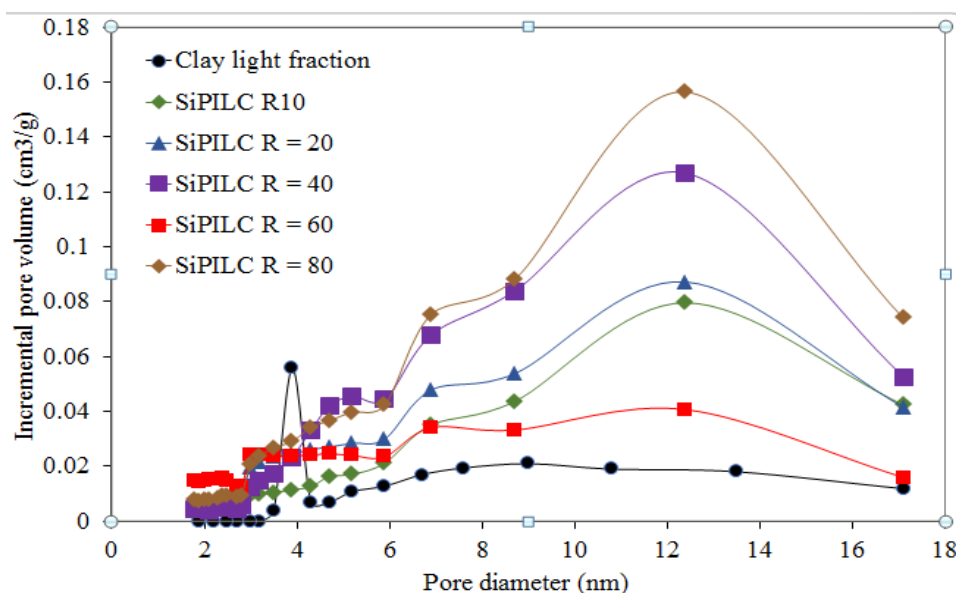 0.18
0.16
0.14
0.12
0.1
0.08
0.06
0.04
0.02
0
Incremental pore volume (cm3/g)
Clay light fraction
SiPILC R10
SiPILC R = 20
SiPILC R = 40
SiPILC R = 60
SiPILC R = 80
0 2 4 6 8 10 12 14 16 18
Pore diameter (nm)